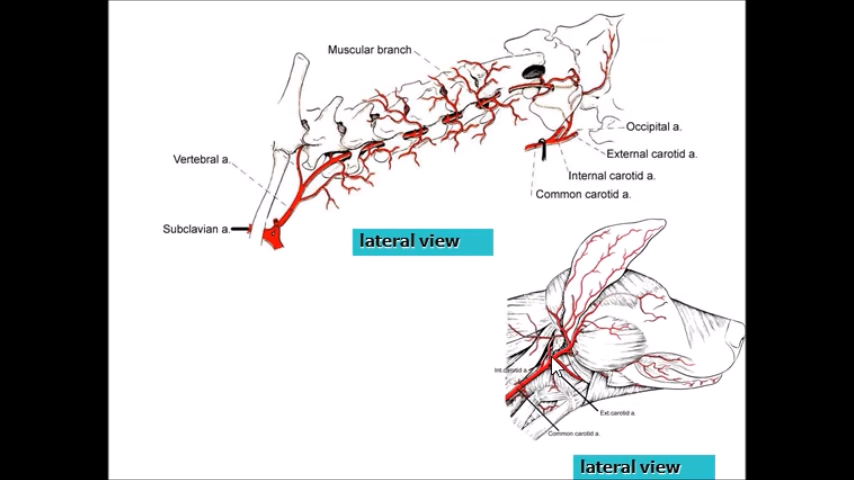 Muscular branch
Occipital a.
External carotid a.
Vertebral a.
Internal carotid a.
Common carotid a.
Subclavian a.
lateral view
Int.carotid a.
Ext.carotid a.
Common carotid a.
lateral view